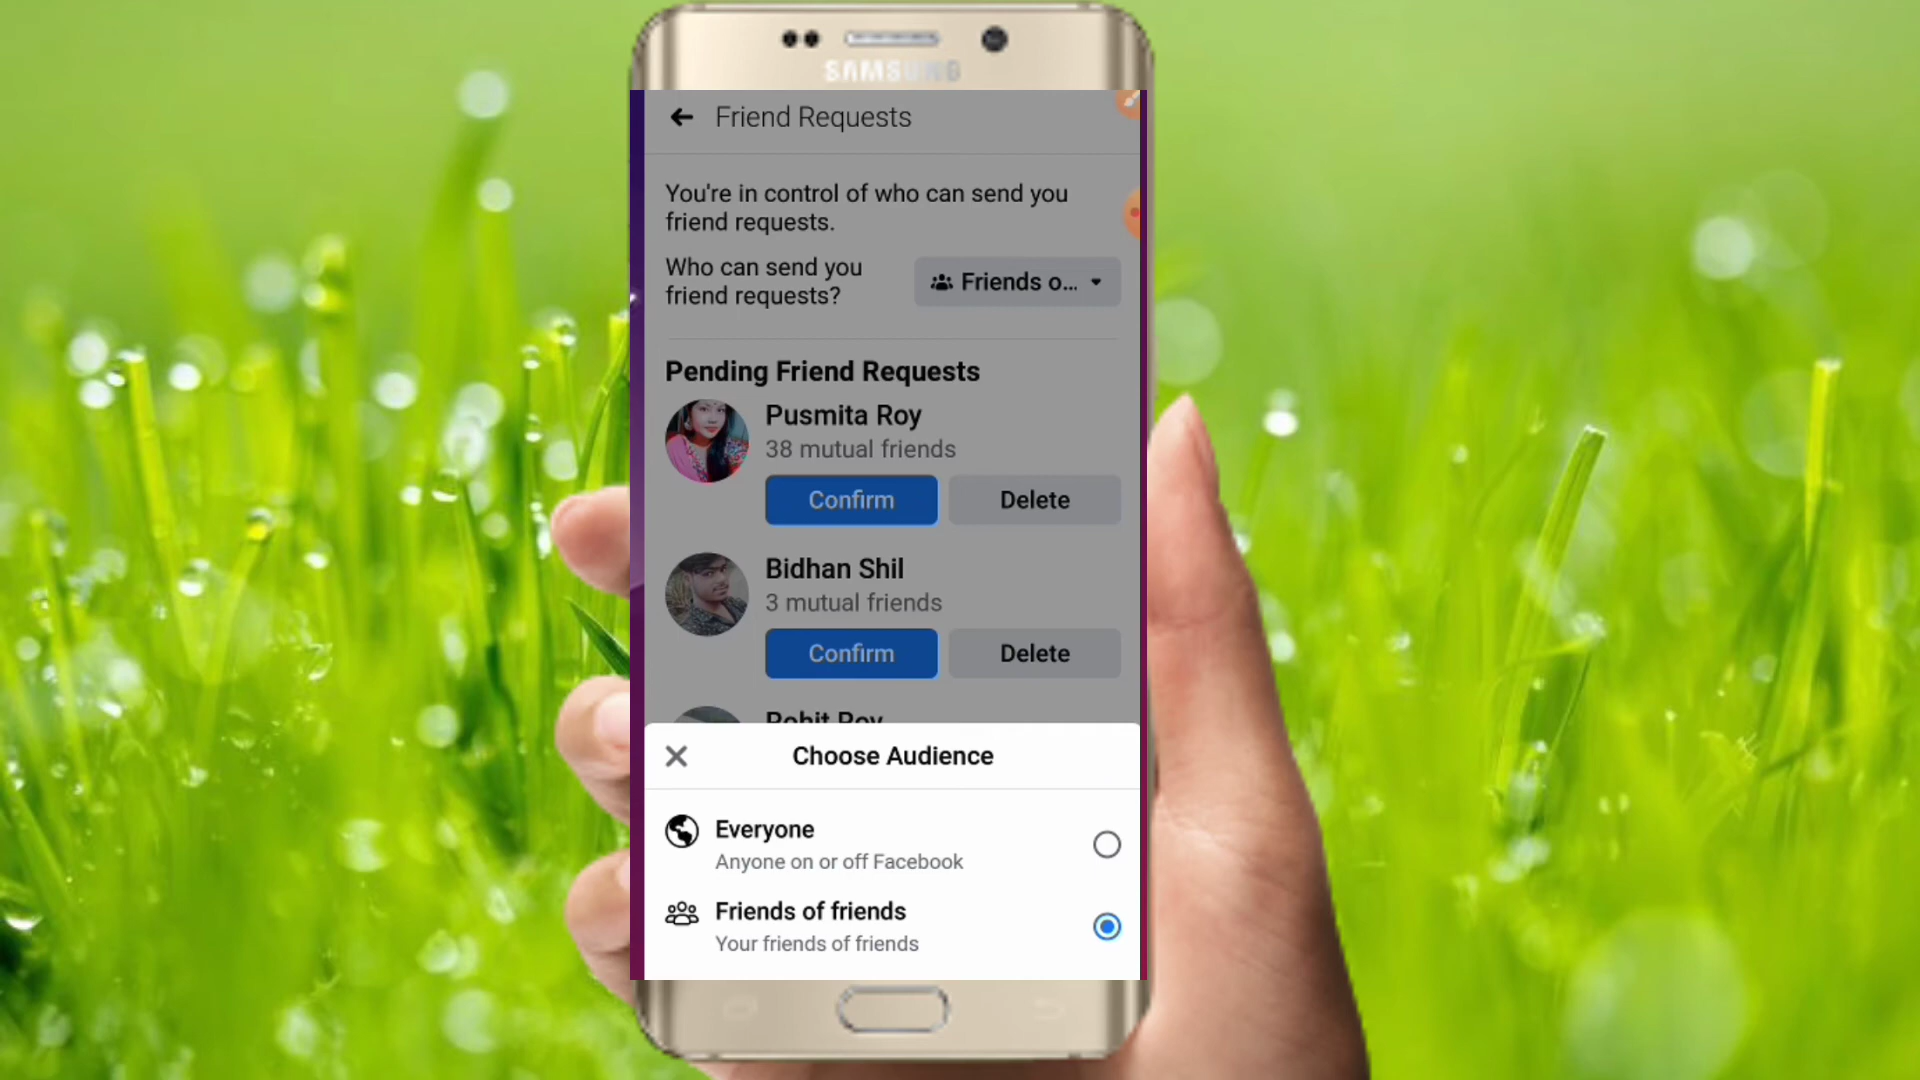 SAMSUNG
Friend Requests
You're in control of who can send you
friend requests.
Who can send you
friend requests?
Friends o...
Pending Friend Requests
Pusmita Roy
38 mutual friends
Confirm Delete
Bidhan Shil
3 mutual friends
Confirm Delete
Rohit Roy
Choose Audience
Everyone
Anyone on or off Facebook
Friends of friends
Your friends of friends